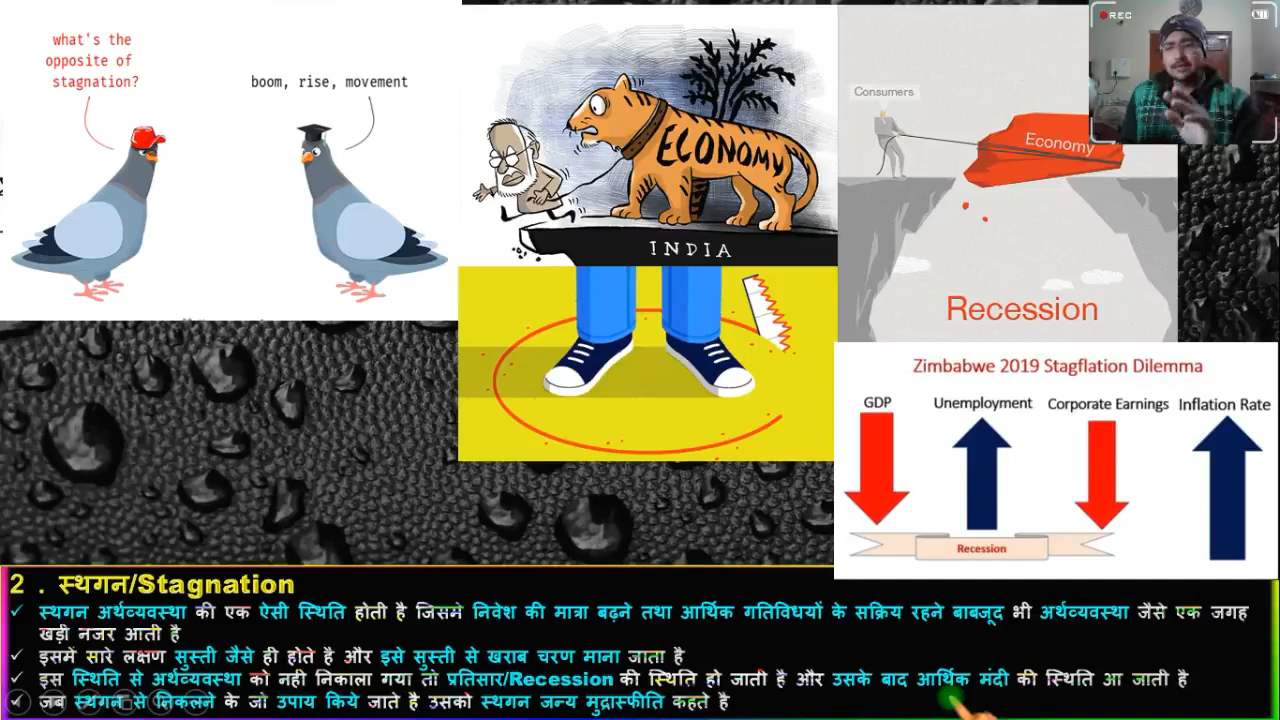 what's the
opposite of
stagnation?
boom, rise, movement
ECONOMY
INDIA
Consumers
Economy
Recession
REC
Zimbabwe 2019 Stagflation Dilemma
GDP Unemployment Corporate Earnings Inflation Rate
Recession
2 . स्थगन/Stagnation
✓ स्थगन अर्थव्यवस्था की एक ऐसी स्थिति होती है जिसमे निवेश की मात्रा बढ़ने तथा आर्थिक गतिविधयों के सक्रिय रहने बाबजूद भी अर्थव्यवस्था जैसे एक जगह
खड़ी नजर आती है
✓ इसमें सारे लक्षण सुस्ती जैसे ही होते है और इसे सुस्ती से खराब चरण माना जाता है
✓ इस स्थिति से अर्थव्यवस्था को नही निकाला गया तो प्रतिसार/Recession की स्थिति हो जाती है और उसके बाद आर्थिक मंदी की स्थिति आ जाती है
✓ जब स्थगन से निकलने के जो उपाय किये जाते है उसको स्थगन जन्य मुद्रास्फीति कहते है